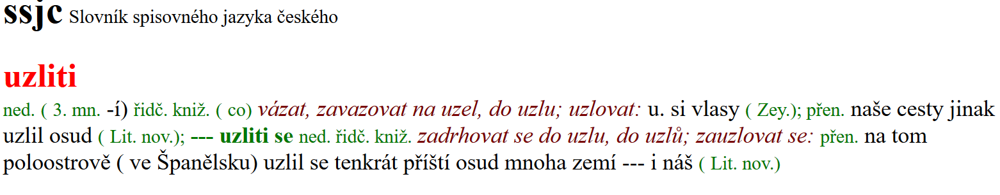 ssjc Slovník spisovného jazyka českého
uzliti
ned. ( 3. mn. -í) řidč. kniž. ( co) vázat, zavazovat na uzel, do uzlu; uzlovat: u. si vlasy ( Zey.); přen. naše cesty jinak
uzlil osud ( Lit. nov.); --- uzliti se ned. řidč. kniž. zadrhovat se do uzlu, do uzlů; zauzlovat se: přen. na tom
poloostrově ( ve Španělsku) uzlil se tenkrát příští osud mnoha zemí --- i náš ( Lit. nov.)